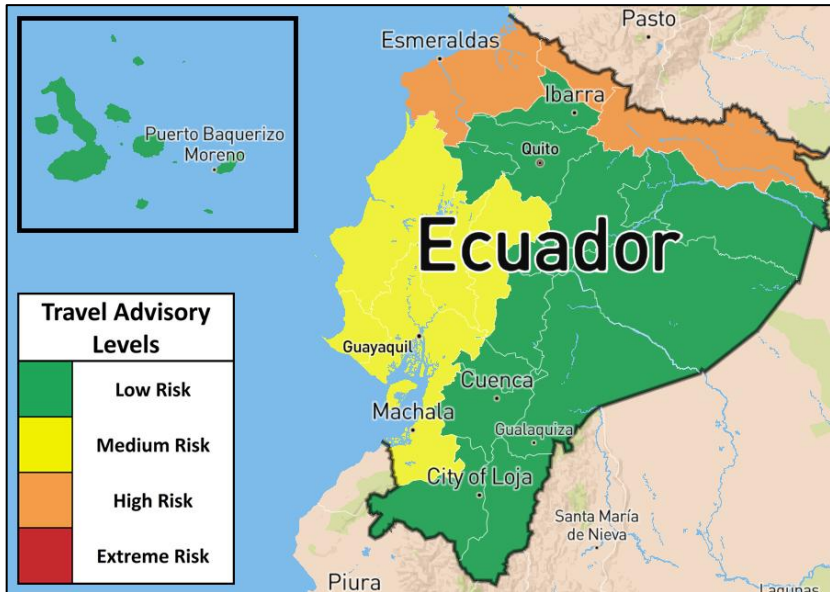 Pasto
Esmeraldas
Ibarra
Puerto Baquerizo
Moreno
Quito
Ecuador
Travel Advisory
Levels
Low Risk
Medium Risk
High Risk
Extreme Risk
Guayaquil
Cuenca
Machala
Gualaquiza
City of Loja
Santa María
de Nieva
Piura
Lagunas